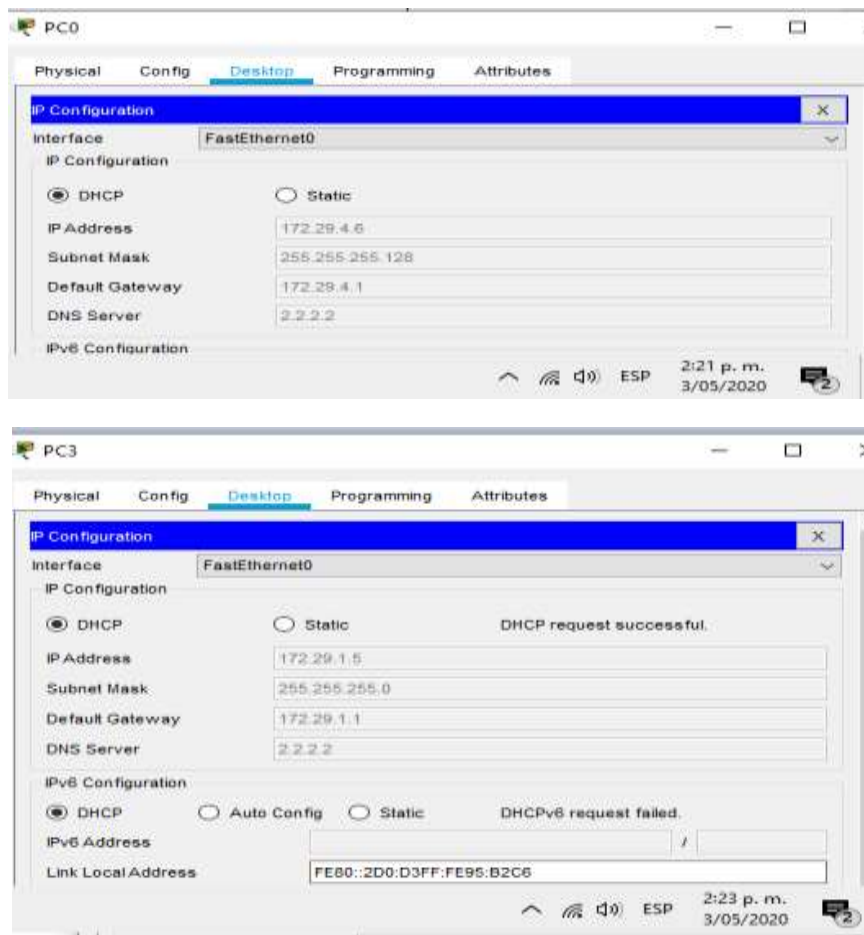 PC0
Physical Config Desktop Programming Attributes
IP Configuration X
Interface FastEthernet0
IP Configuration
DHCP Static
IP Address 172.29.4.6
Subnet Mask 255.255.255.128
Default Gateway 172.29.4.1
DNS Server 2.2.2.2
IPv6 Configuration
ESP 2:21 p. m.
3/05/2020 2
PC3
Physical Config Desktop Programming Attributes
IP Configuration X
Interface FastEthernet0
IP Configuration
DHCP Static DHCP request successful.
IP Address 172.29.1.5
Subnet Mask 255.255.255.0
Default Gateway 172.29.1.1
DNS Server 2.2.2.2
IPv6 Configuration
DHCP Auto Config Static DHCPv6 request failed.
IPv6 Address /
Link Local Address FE80::2D0:D3FF:FE95:B2C6
ESP 2:23 p. m.
3/05/2020 2